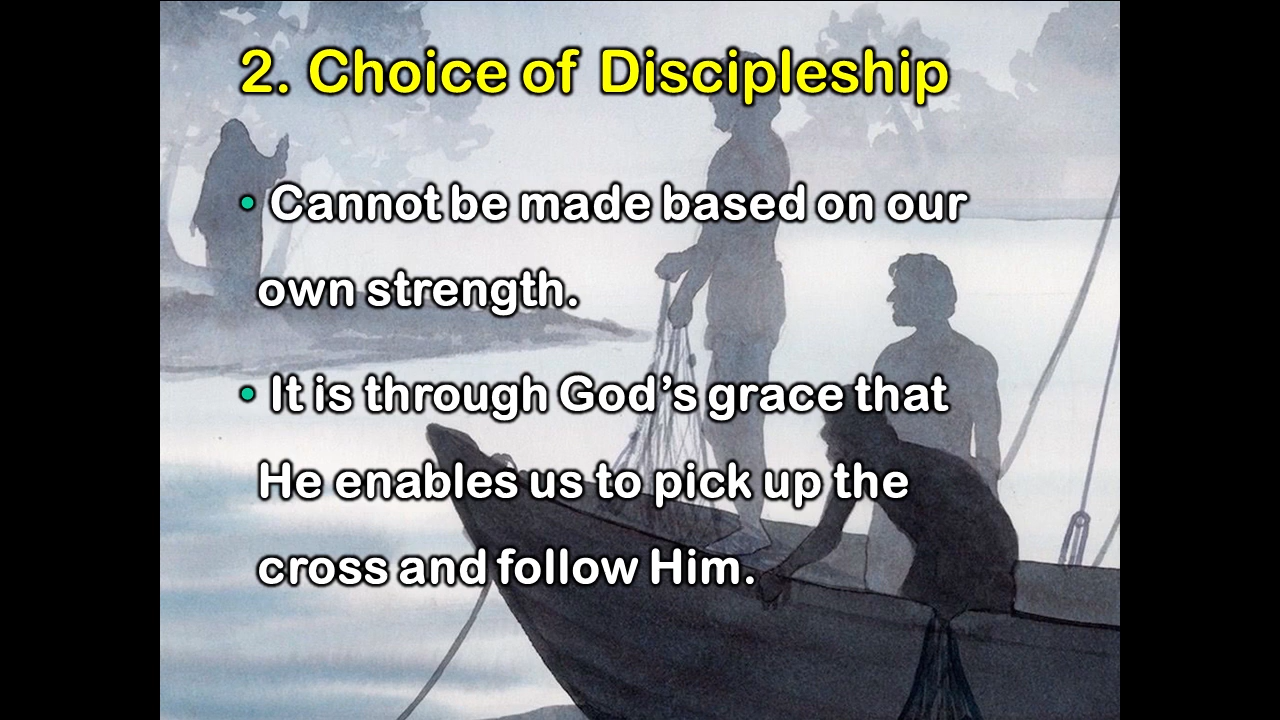 2. Choice of Discipleship
• Cannot be made based on our
own strength.
• It is through God’s grace that
He enables us to pick up the
cross and follow Him.